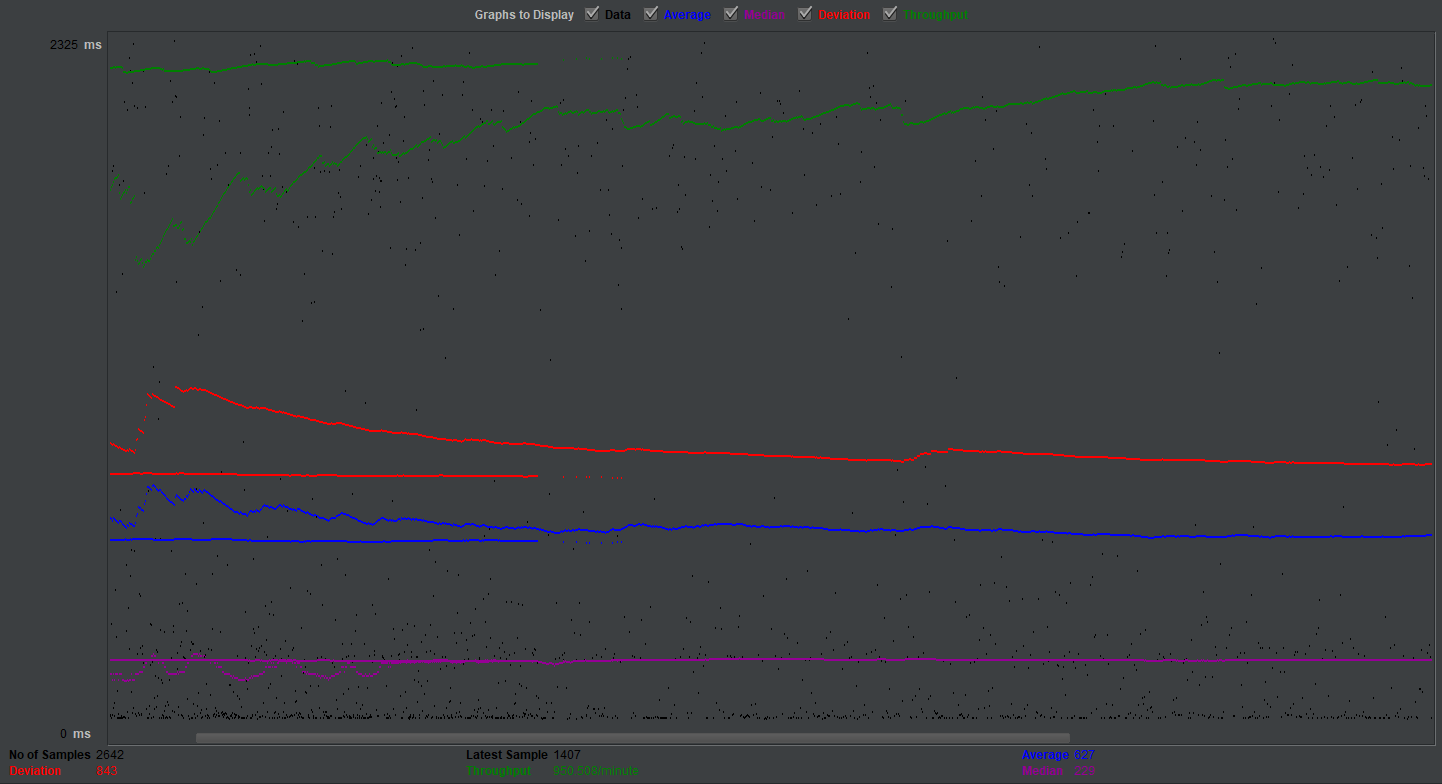 Graphs to Display Data Average Median Deviation Throughput
2325 ms
0 ms
No of Samples 2642 Latest Sample 1407 Average 627
Deviation 843 Throughput 950.508/minute Median